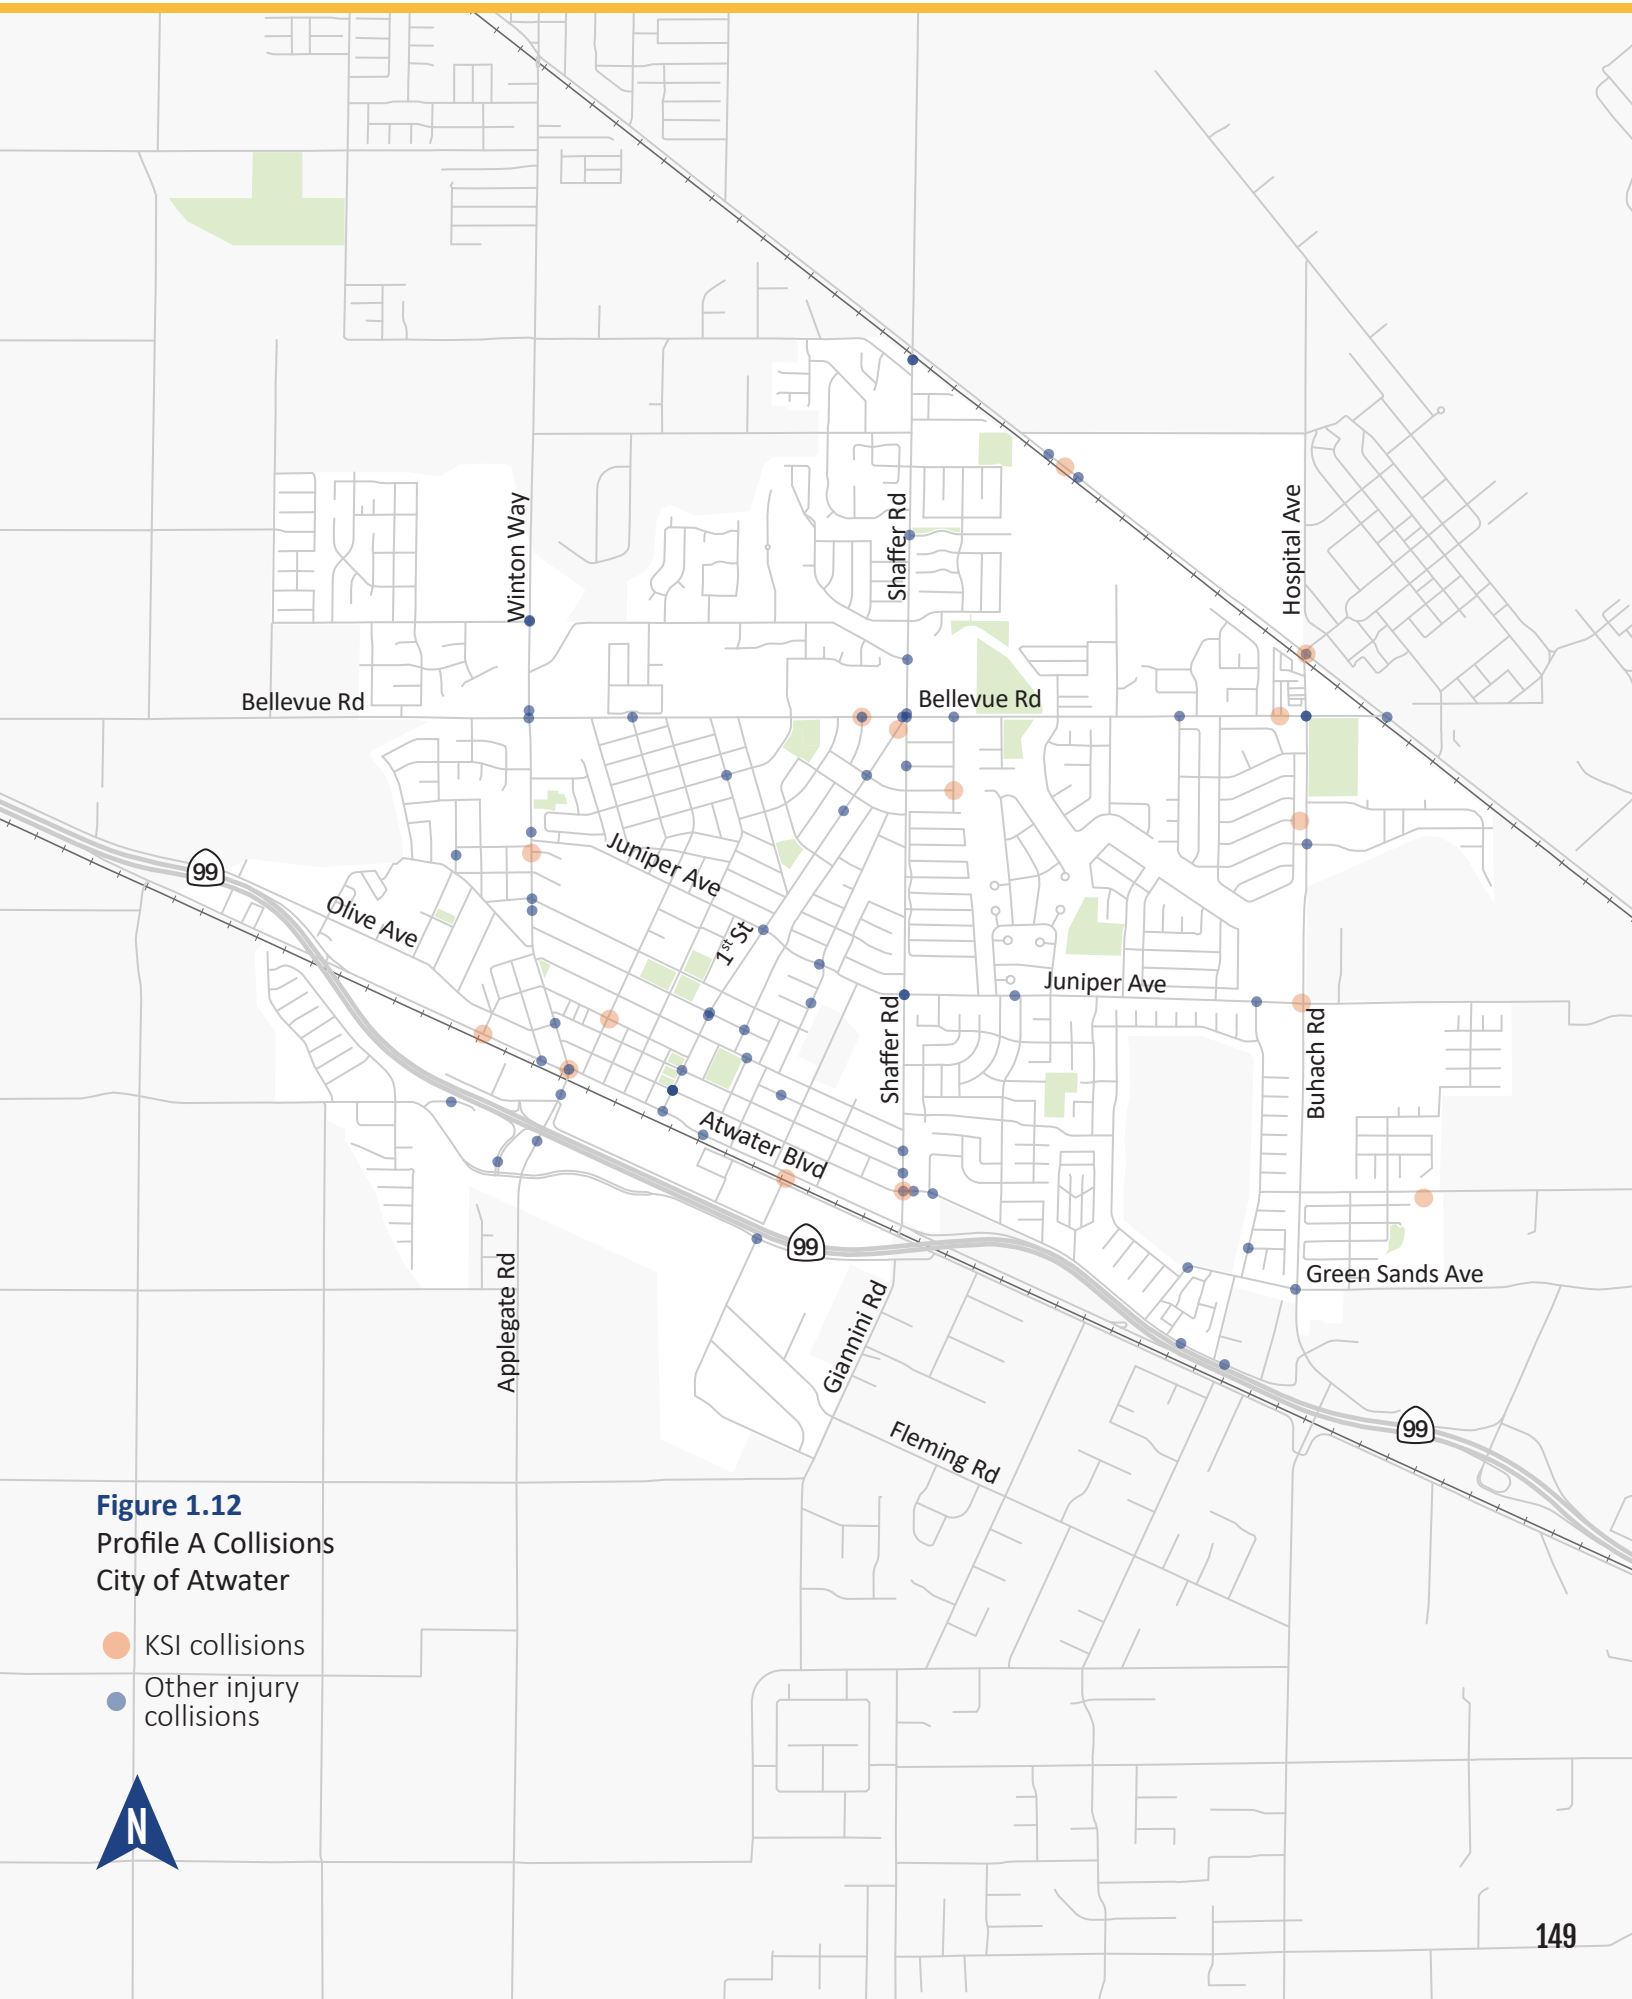 Winton Way
Shaffer Rd
Hospital Ave
Bellevue Rd
Bellevue Rd
99
Juniper Ave
Olive Ave
1st St
Juniper Ave
Shaffer Rd
Buhach Rd
Atwater Blvd
99
Applegate Rd
Giannini Rd
Green Sands Ave
99
Fleming Rd
Figure 1.12
Profile A Collisions
City of Atwater
KSI collisions
Other injury
collisions
N
149